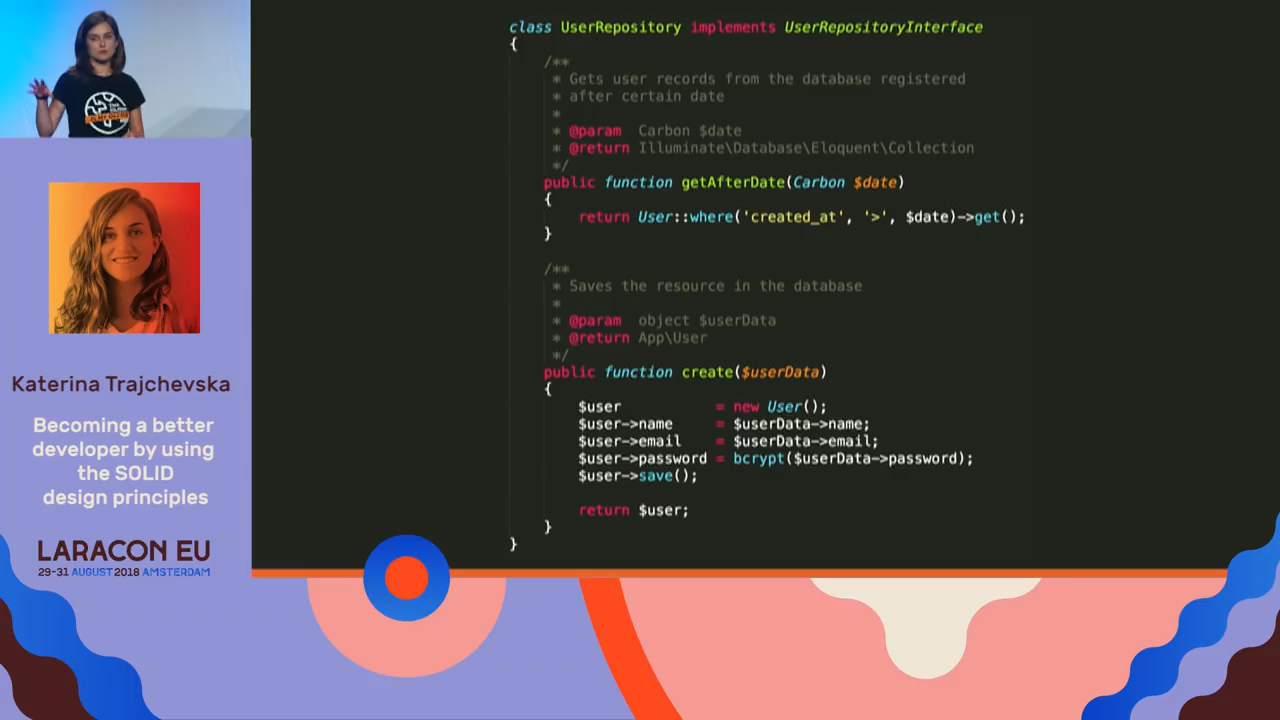 class UserRepository implements UserRepositoryInterface
{
    /**
     * Gets user records from the database registered
     * after certain date
     *
     * @param  Carbon $date
     * @return Illuminate\Database\Eloquent\Collection
     */
    public function getAfterDate(Carbon $date)
    {
        return User::where('created_at', '>', $date)->get();
    }

    /**
     * Saves the resource in the database
     *
     * @param  object $userData
     * @return App\User
     */
    public function create($userData)
    {
        $user           = new User();
        $user->name     = $userData->name;
        $user->email    = $userData->email;
        $user->password = bcrypt($userData->password);
        $user->save();

        return $user;
    }
}
Katerina Trajchevska
Becoming a better
developer by using
the SOLID
design principles
LARACON EU
29-31 AUGUST 2018 AMSTERDAM